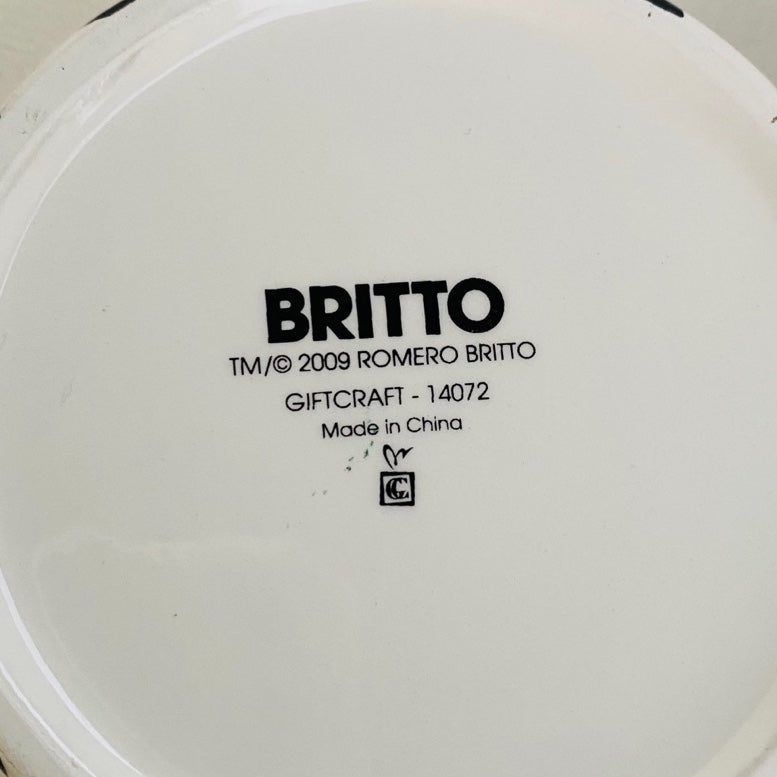 BRITTO
TM/© 2009 ROMERO BRITTO
GIFTCRAFT - 14072
Made in China